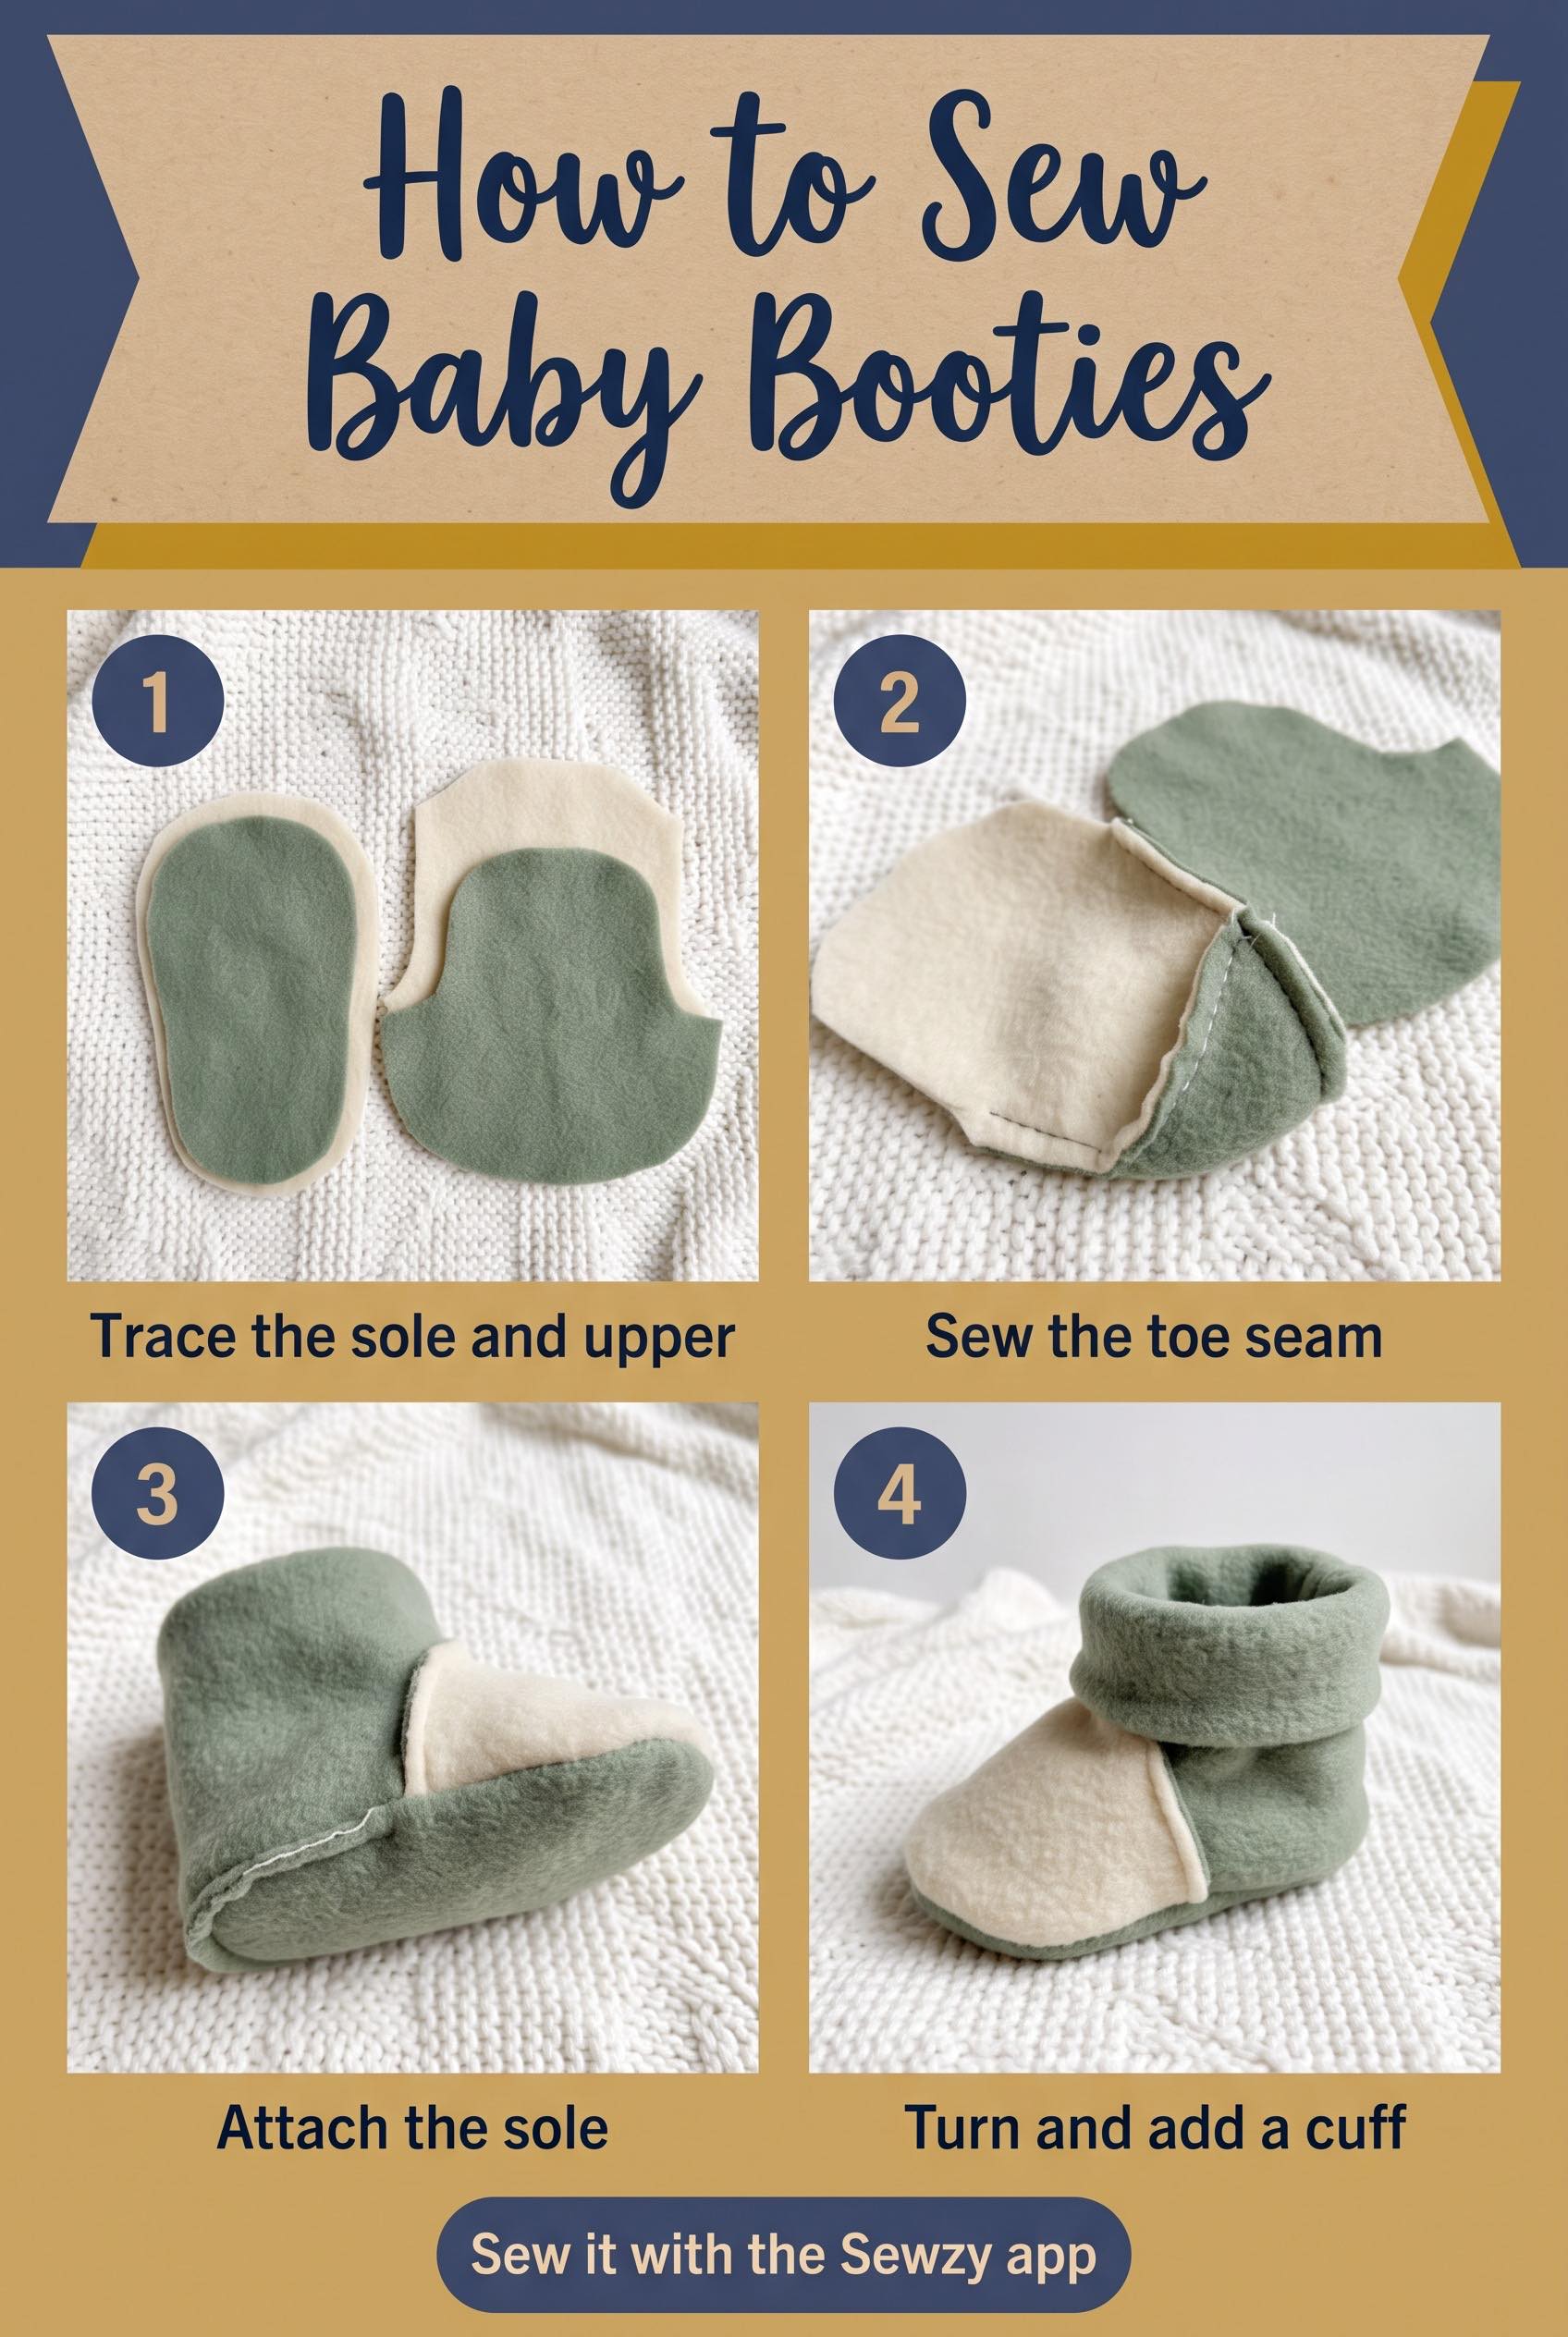 How to Sew
Baby Booties
1
2
Trace the sole and upper
Sew the toe seam
3
4
Attach the sole
Turn and add a cuff
Sew it with the Sewzy app